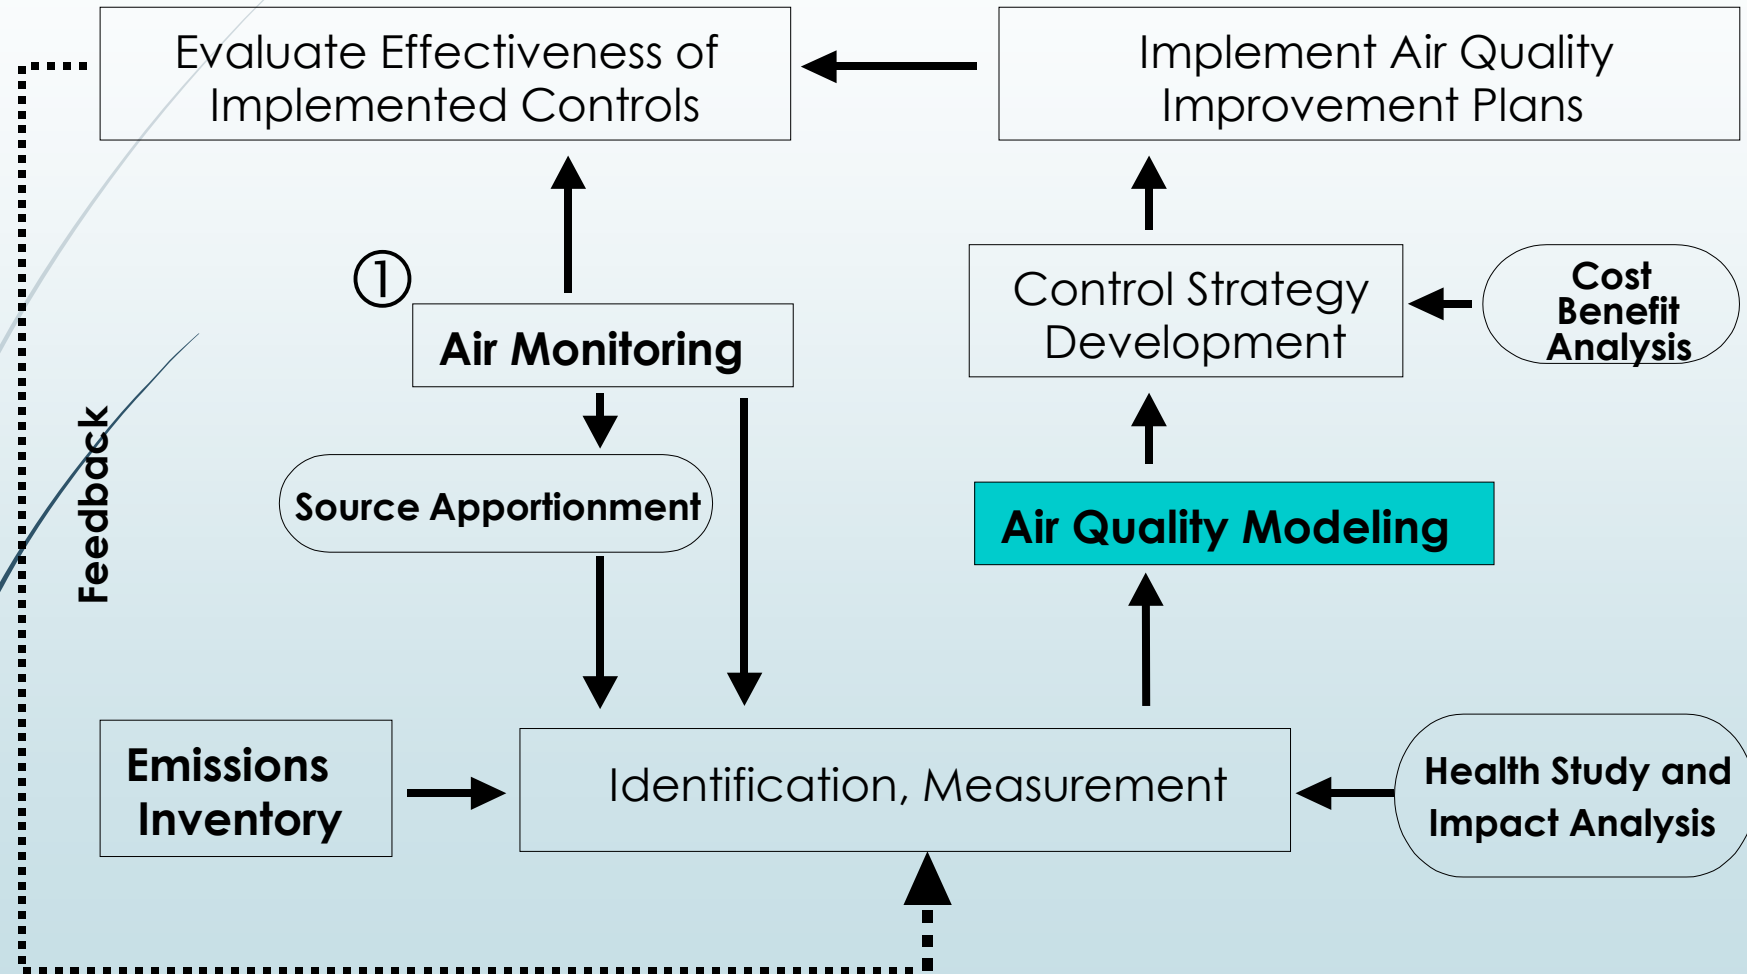 Evaluate Effectiveness of
Implemented Controls
Implement Air Quality
Improvement Plans
①
Air Monitoring
Control Strategy
Development
Cost
Benefit
Analysis
Feedback
Source Apportionment
Air Quality Modeling
Emissions
Inventory
Identification, Measurement
Health Study and
Impact Analysis